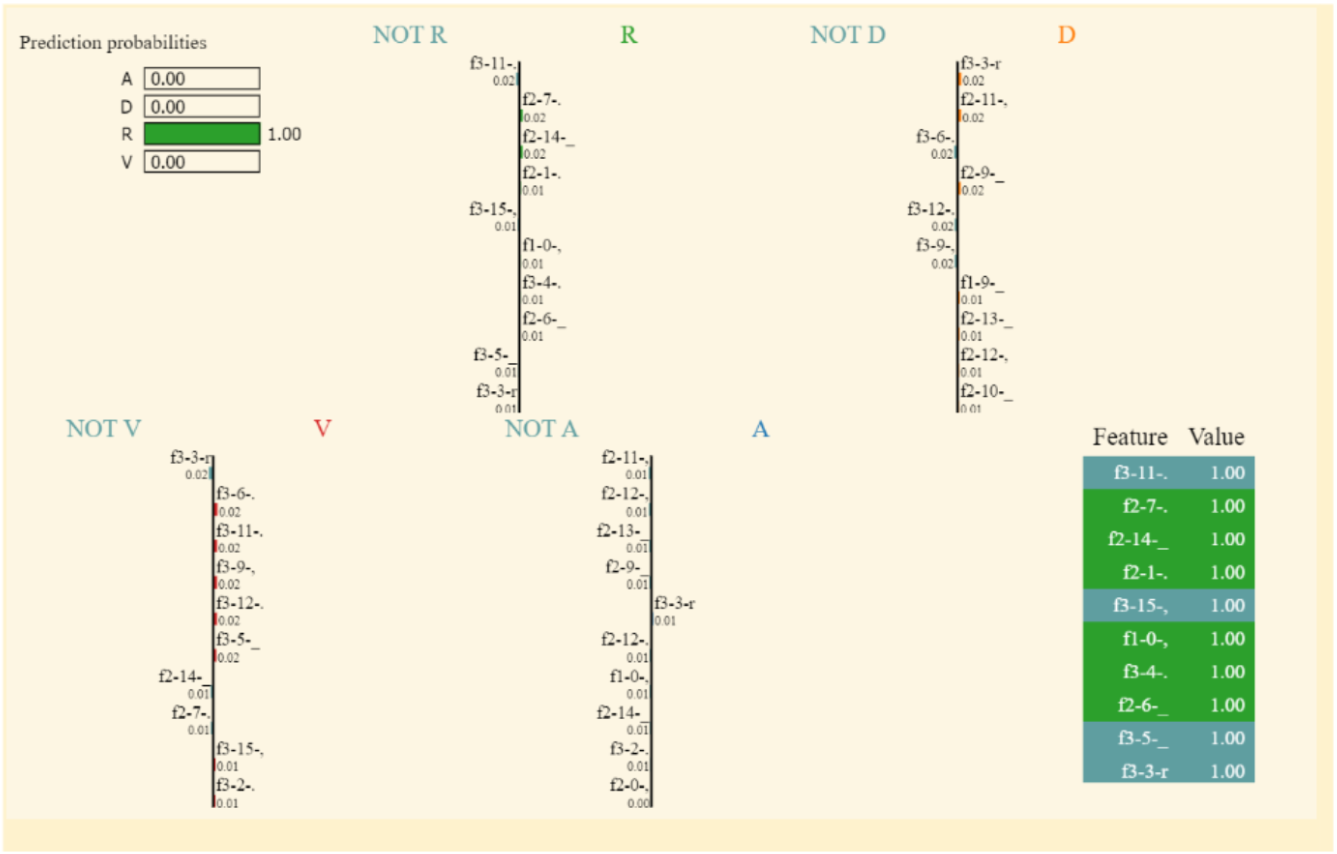 Prediction probabilities
A 0.00
D 0.00
R 1.00
V 0.00
NOT R R
f3-11-.
0.02
f2-7-.
0.02
f2-14-_
0.02
f2-1-.
0.01
f3-15-,
0.01
f1-0-,
0.01
f3-4-.
0.01
f2-6-_
0.01
f3-5-_
0.01
f3-3-r
0.01
NOT D D
f3-3-r
0.02
f2-11-,
0.02
f3-6-.
0.02
f2-9-_
0.02
f3-12-.
0.02
f3-9-,
0.02
f1-9-_
0.01
f2-13-_
0.01
f2-12-,
0.01
f2-10-_
0.01
NOT V V
f3-3-r
0.02
f3-6-.
0.02
f3-11-.
0.02
f3-9-,
0.02
f3-12-.
0.02
f3-5-_
0.02
f2-14-_
0.01
f2-7-.
0.01
f3-15-,
0.01
f3-2-.
0.01
NOT A A
f2-11-,
0.01
f2-12-,
0.01
f2-13-_
0.01
f2-9-_
0.01
f3-3-r
0.01
f2-12-.
0.01
f1-0-,
0.01
f2-14-_
0.01
f3-2-.
0.01
f2-0-,
0.00
Feature Value
f3-11-. 1.00
f2-7-. 1.00
f2-14-_ 1.00
f2-1-. 1.00
f3-15-, 1.00
f1-0-, 1.00
f3-4-. 1.00
f2-6-_ 1.00
f3-5-_ 1.00
f3-3-r 1.00